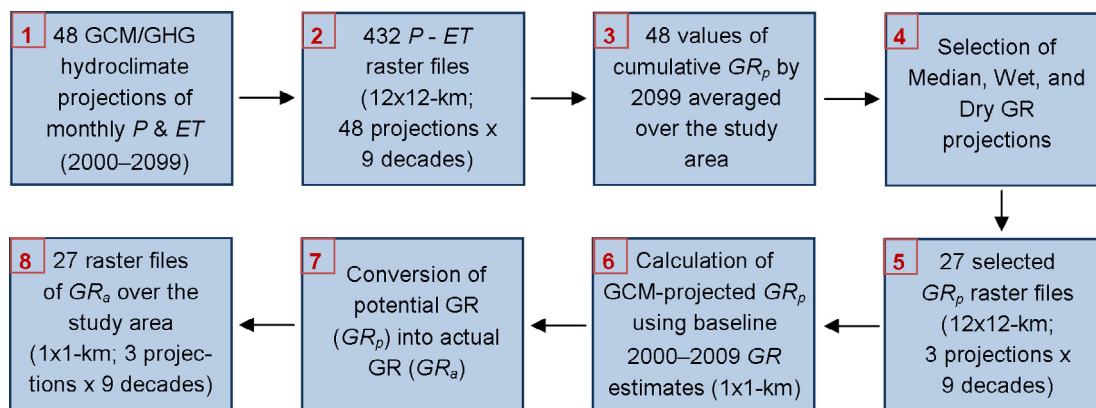 1
48 GCM/GHG
hydroclimate
projections of
monthly P & ET
(2000–2099)
2
432 P - ET
raster files
(12x12-km;
48 projections x
9 decades)
3
48 values of
cumulative GRp by
2099 averaged
over the study
area
4
Selection of
Median, Wet, and
Dry GR
projections
5
27 selected
GRp raster files
(12x12-km;
3 projections x
9 decades)
6
Calculation of
GCM-projected GRp
using baseline
2000–2009 GR
estimates (1x1-km)
7
Conversion of
potential GR
(GRp) into actual
GR (GRa)
8
27 raster files
of GRa over the
study area
(1x1-km; 3 projec-
tions x 9 decades)